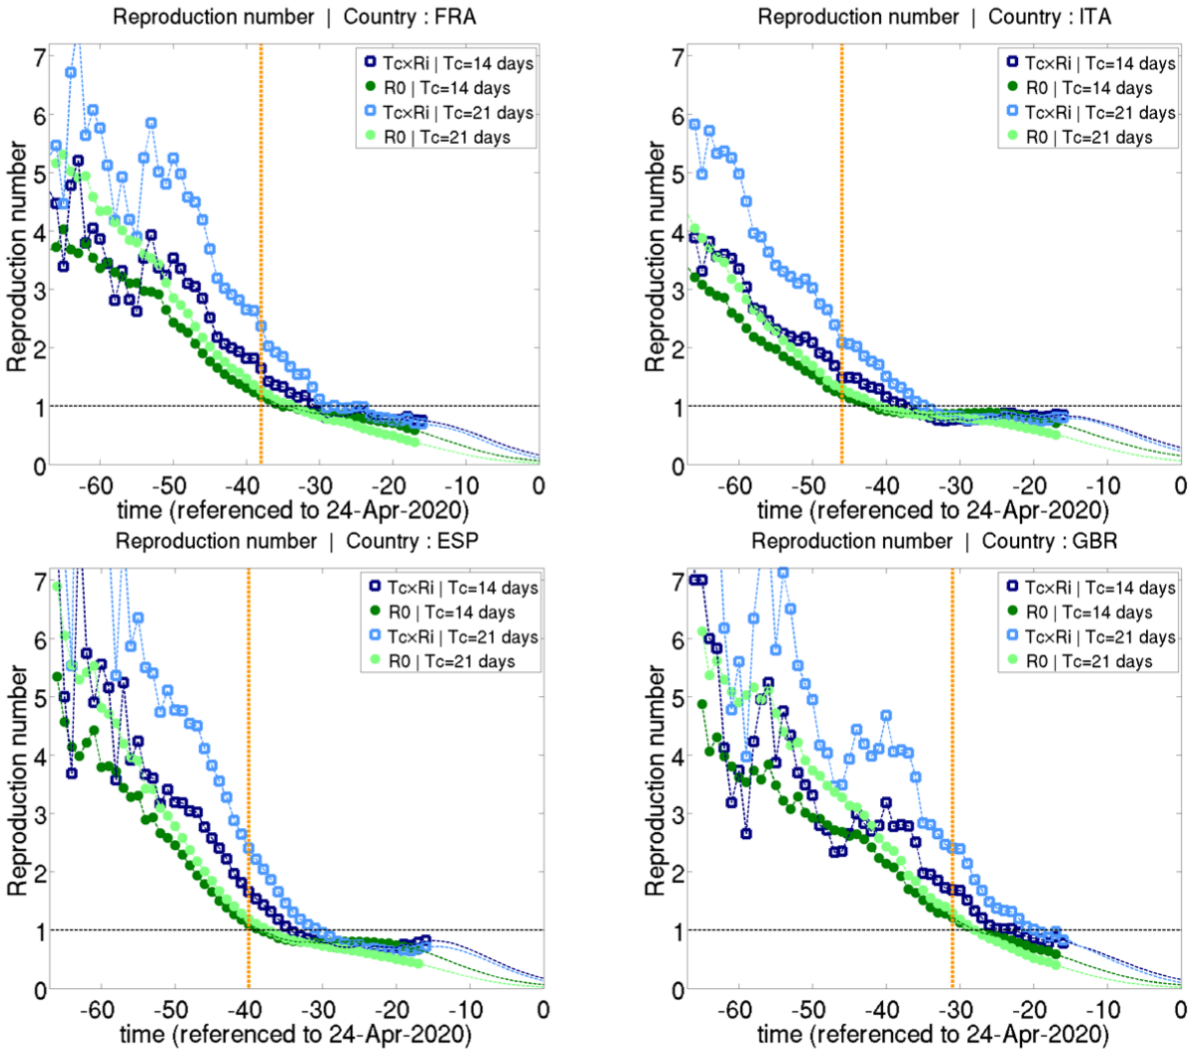 Reproduction number | Country : FRA
Reproduction number
7
6
5
4
3
2
1
0
Tc×Ri | Tc=14 days
R0 | Tc=14 days
Tc×Ri | Tc=21 days
R0 | Tc=21 days
-60 -50 -40 -30 -20 -10 0
time (referenced to 24-Apr-2020)
Reproduction number | Country : ITA
Reproduction number
7
6
5
4
3
2
1
0
Tc×Ri | Tc=14 days
R0 | Tc=14 days
Tc×Ri | Tc=21 days
R0 | Tc=21 days
-60 -50 -40 -30 -20 -10 0
time (referenced to 24-Apr-2020)
Reproduction number | Country : ESP
Reproduction number
7
6
5
4
3
2
1
0
Tc×Ri | Tc=14 days
R0 | Tc=14 days
Tc×Ri | Tc=21 days
R0 | Tc=21 days
-60 -50 -40 -30 -20 -10 0
time (referenced to 24-Apr-2020)
Reproduction number | Country : GBR
Reproduction number
7
6
5
4
3
2
1
0
Tc×Ri | Tc=14 days
R0 | Tc=14 days
Tc×Ri | Tc=21 days
R0 | Tc=21 days
-60 -50 -40 -30 -20 -10 0
time (referenced to 24-Apr-2020)